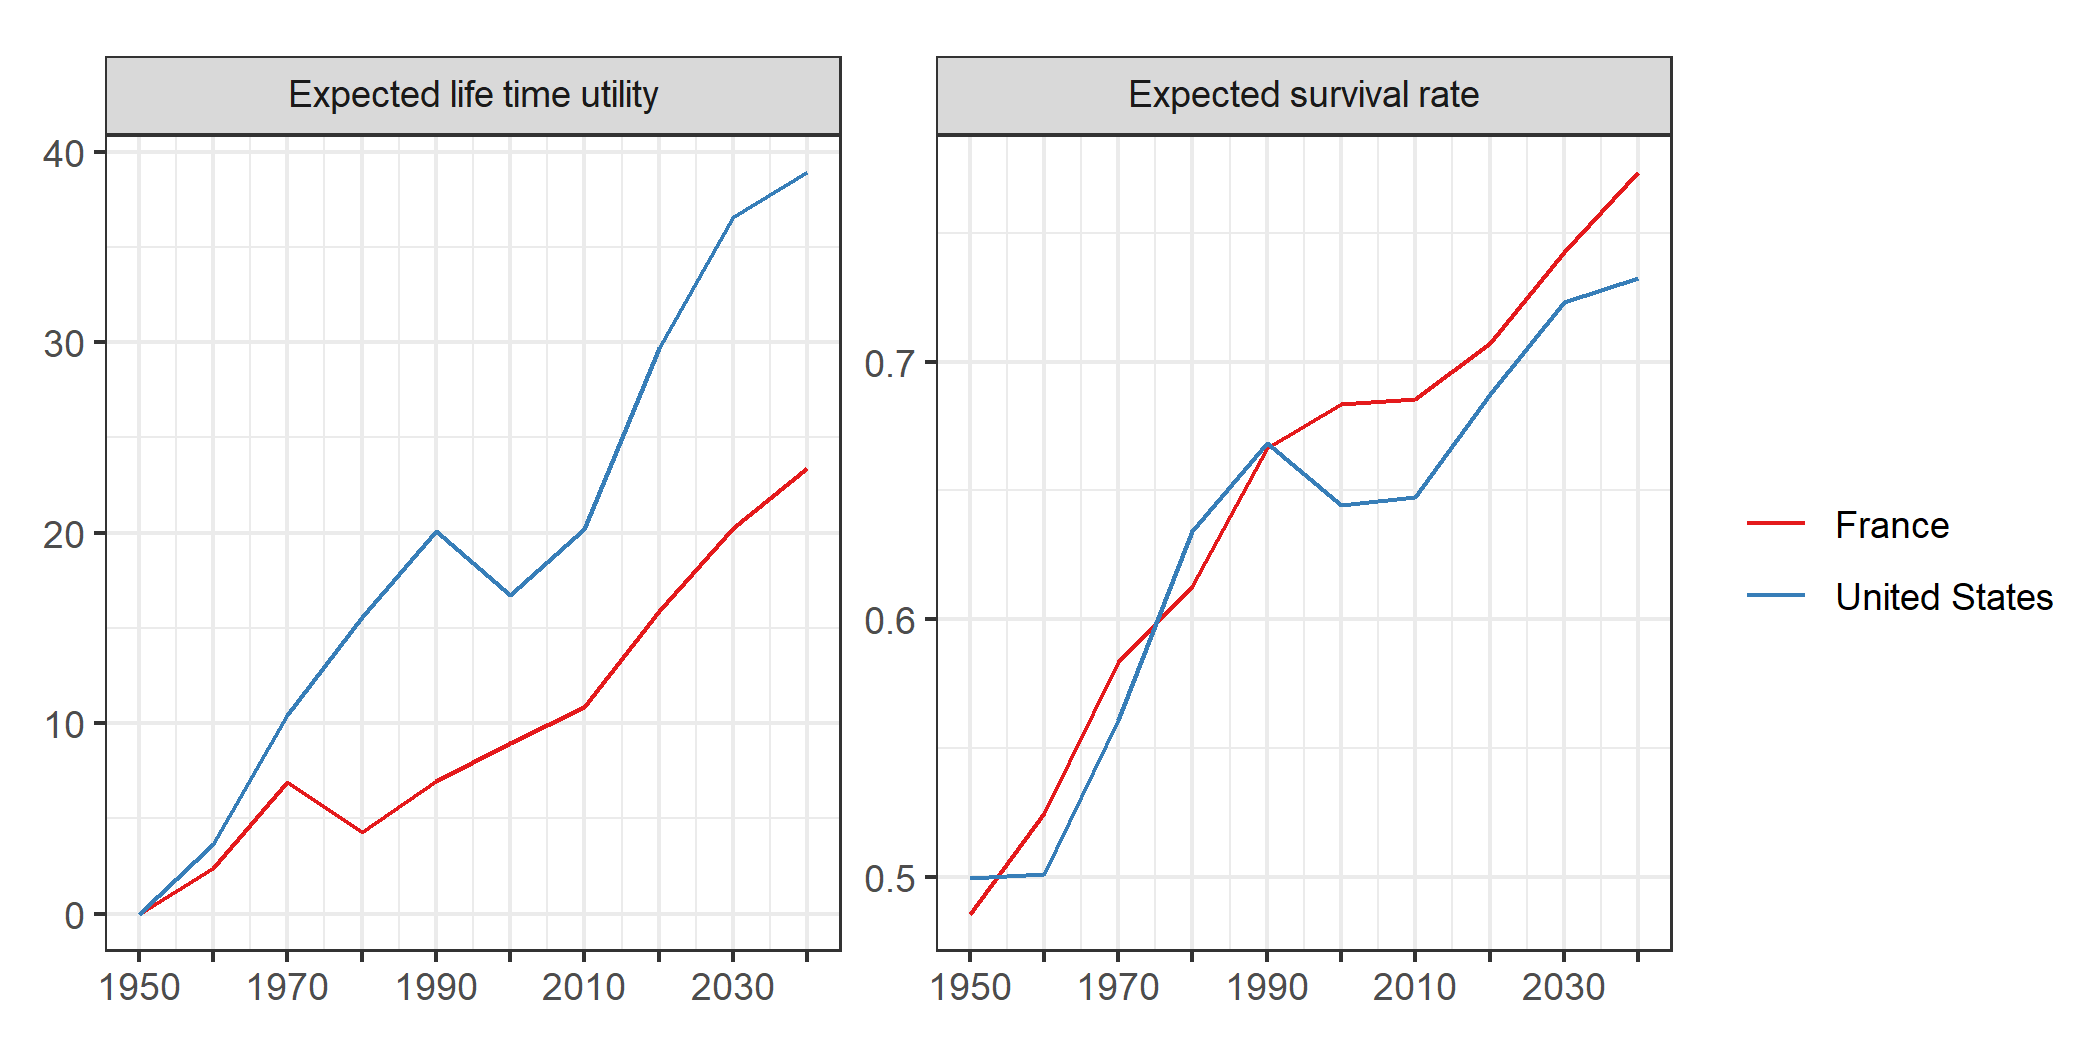 Expected life time utility
Expected survival rate
40
30
20
10
0
0.7
0.6
0.5
1950 1970 1990 2010 2030
1950 1970 1990 2010 2030
France
United States